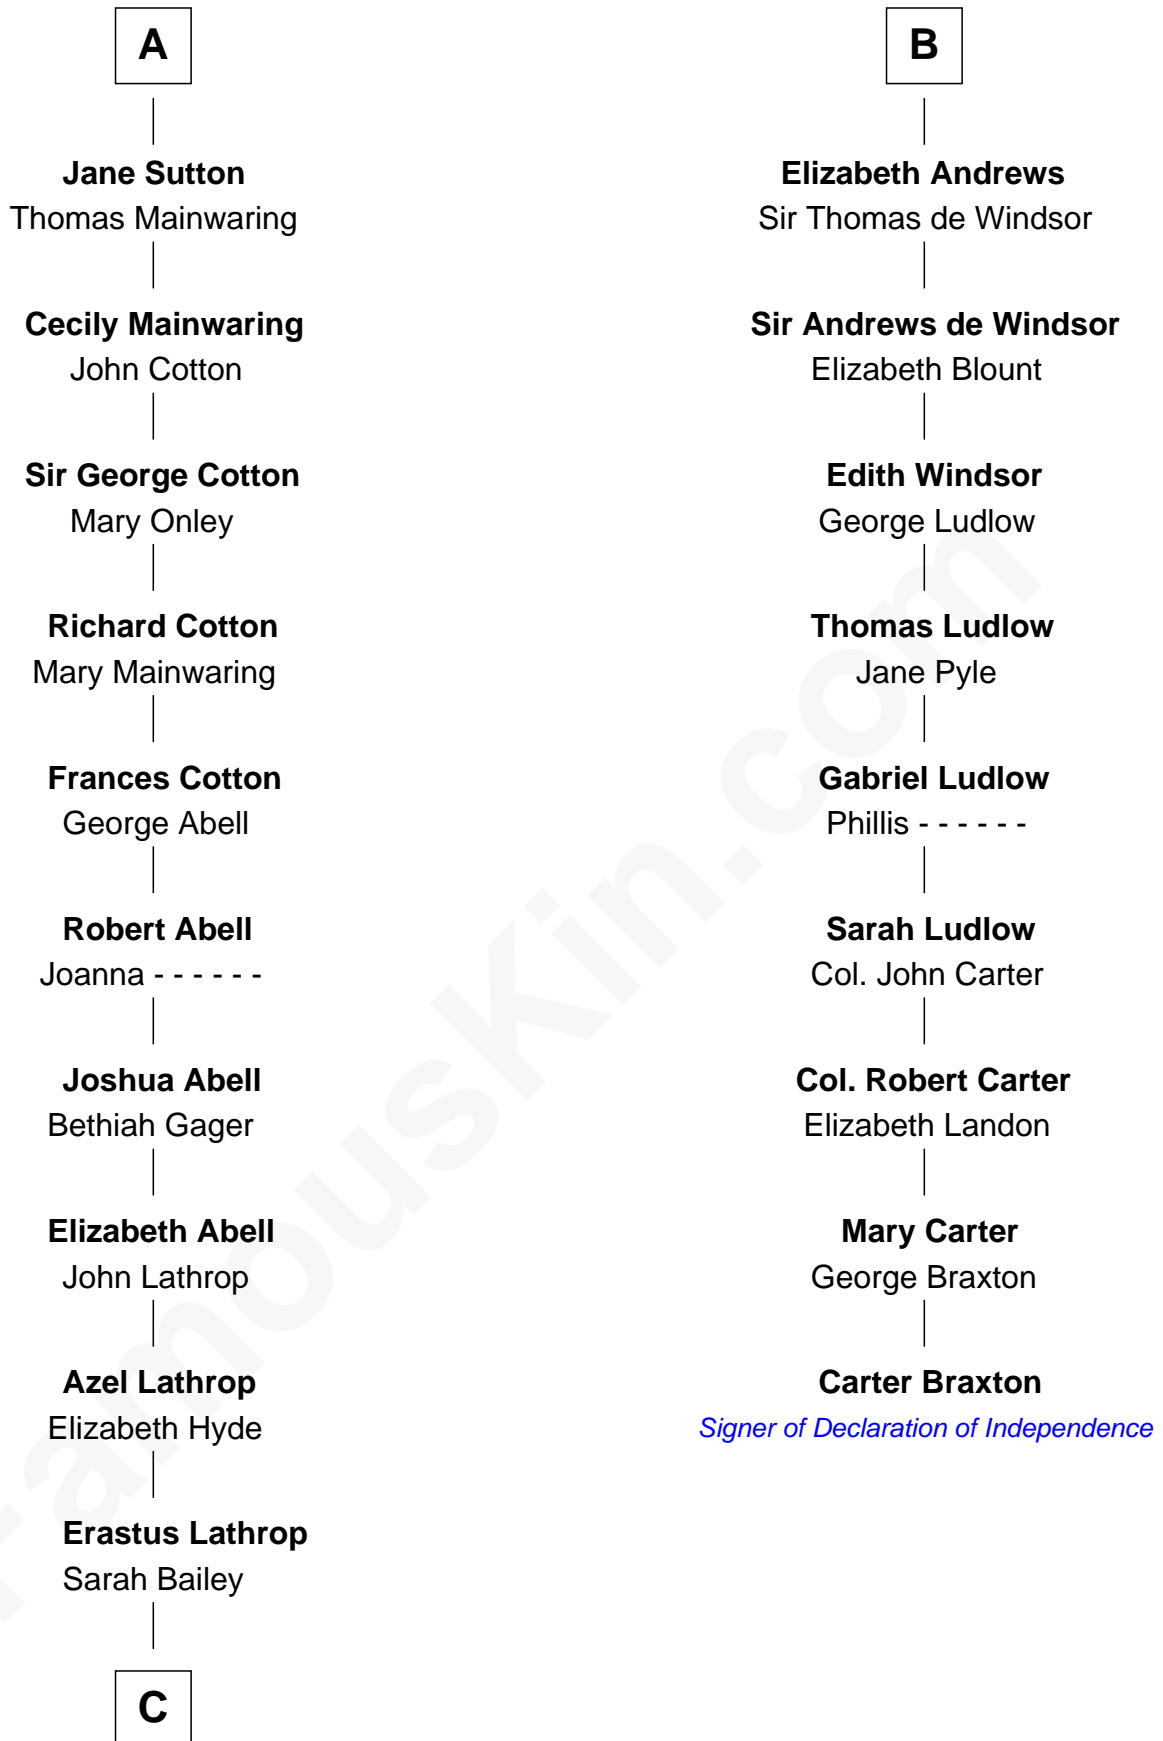 A
Jane Sutton
Thomas Mainwaring
Cecily Mainwaring
John Cotton
Sir George Cotton
Mary Onley
Richard Cotton
Mary Mainwaring
Frances Cotton
George Abell
Robert Abell
Joanna - - - - - -
Joshua Abell
Bethiah Gager
Elizabeth Abell
John Lathrop
Azel Lathrop
Elizabeth Hyde
Erastus Lathrop
Sarah Bailey
C
B
Elizabeth Andrews
Sir Thomas de Windsor
Sir Andrews de Windsor
Elizabeth Blount
Edith Windsor
George Ludlow
Thomas Ludlow
Jane Pyle
Gabriel Ludlow
Phillis - - - - - -
Sarah Ludlow
Col. John Carter
Col. Robert Carter
Elizabeth Landon
Mary Carter
George Braxton
Carter Braxton
Signer of Declaration of Independence
FamousKin.com